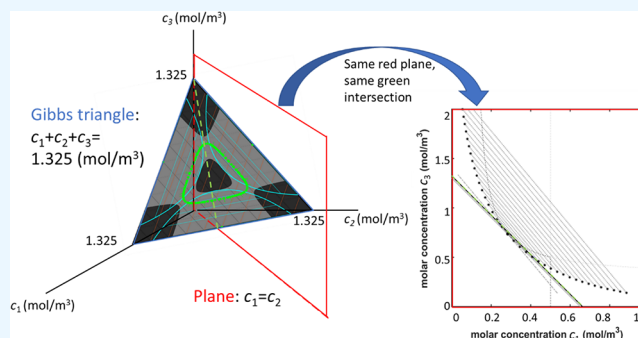 c₃ (mol/m³)
1.325
Gibbs triangle:
c₁+c₂+c₃=
1.325 (mol/m³)
1.325
c₁ (mol/m³)
1.325
c₂ (mol/m³)
Plane: c₁=c₂
Same red plane,
same green
intersection
molar concentration C₃ (mol/m³)
2
1.5
1
0.5
0
0 0.2 0.4 0.6 0.8 1
molar concentration C₁ (mol/m³)